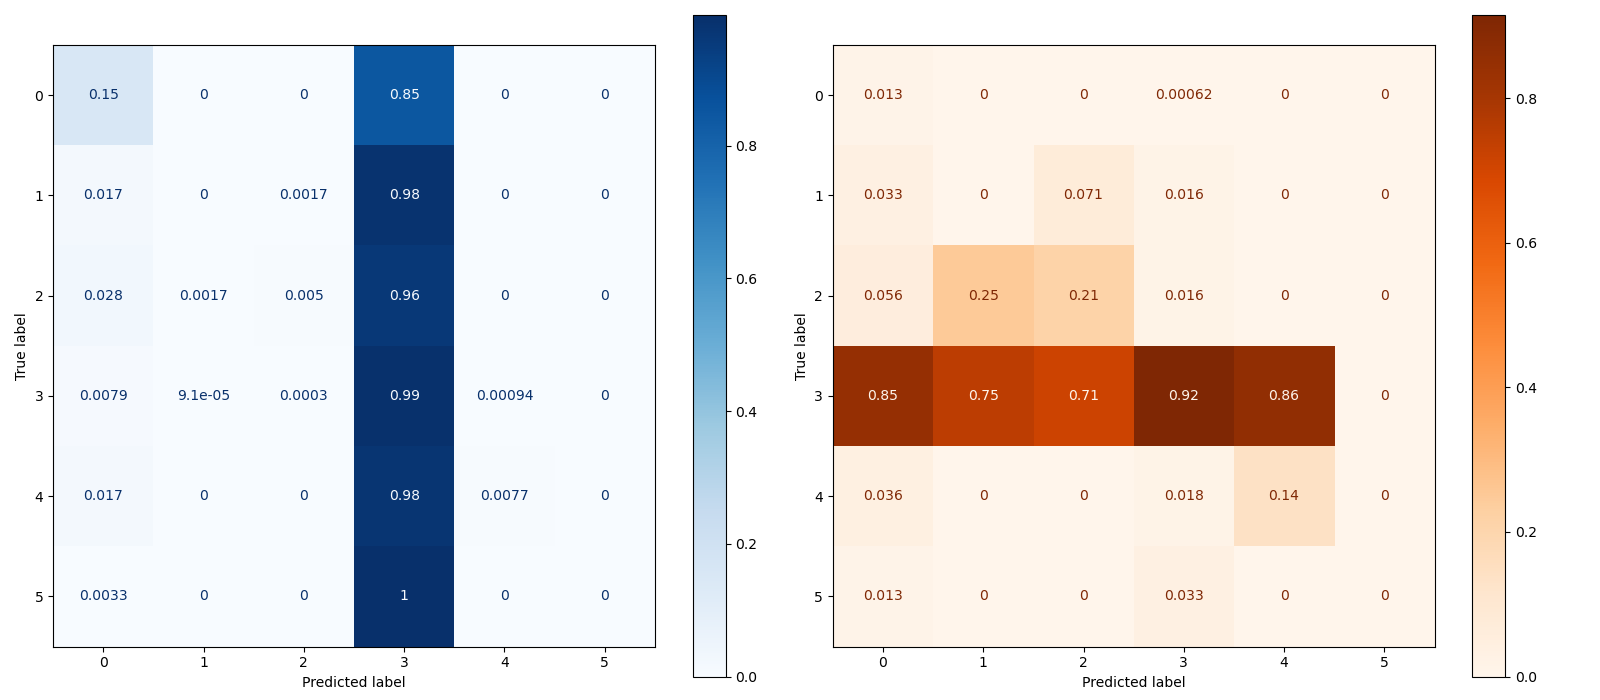 0 0.15 0 0 0.85 0 0
1 0.017 0 0.0017 0.98 0 0
2 0.028 0.0017 0.005 0.96 0 0
3 0.0079 9.1e-05 0.0003 0.99 0.00094 0
4 0.017 0 0 0.98 0.0077 0
5 0.0033 0 0 1 0 0
0 1 2 3 4 5
Predicted label
True label
0.8
0.6
0.4
0.2
0.0
0 0.013 0 0 0.00062 0 0
1 0.033 0 0.071 0.016 0 0
2 0.056 0.25 0.21 0.016 0 0
3 0.85 0.75 0.71 0.92 0.86 0
4 0.036 0 0 0.018 0.14 0
5 0.013 0 0 0.033 0 0
0 1 2 3 4 5
Predicted label
True label
0.8
0.6
0.4
0.2
0.0